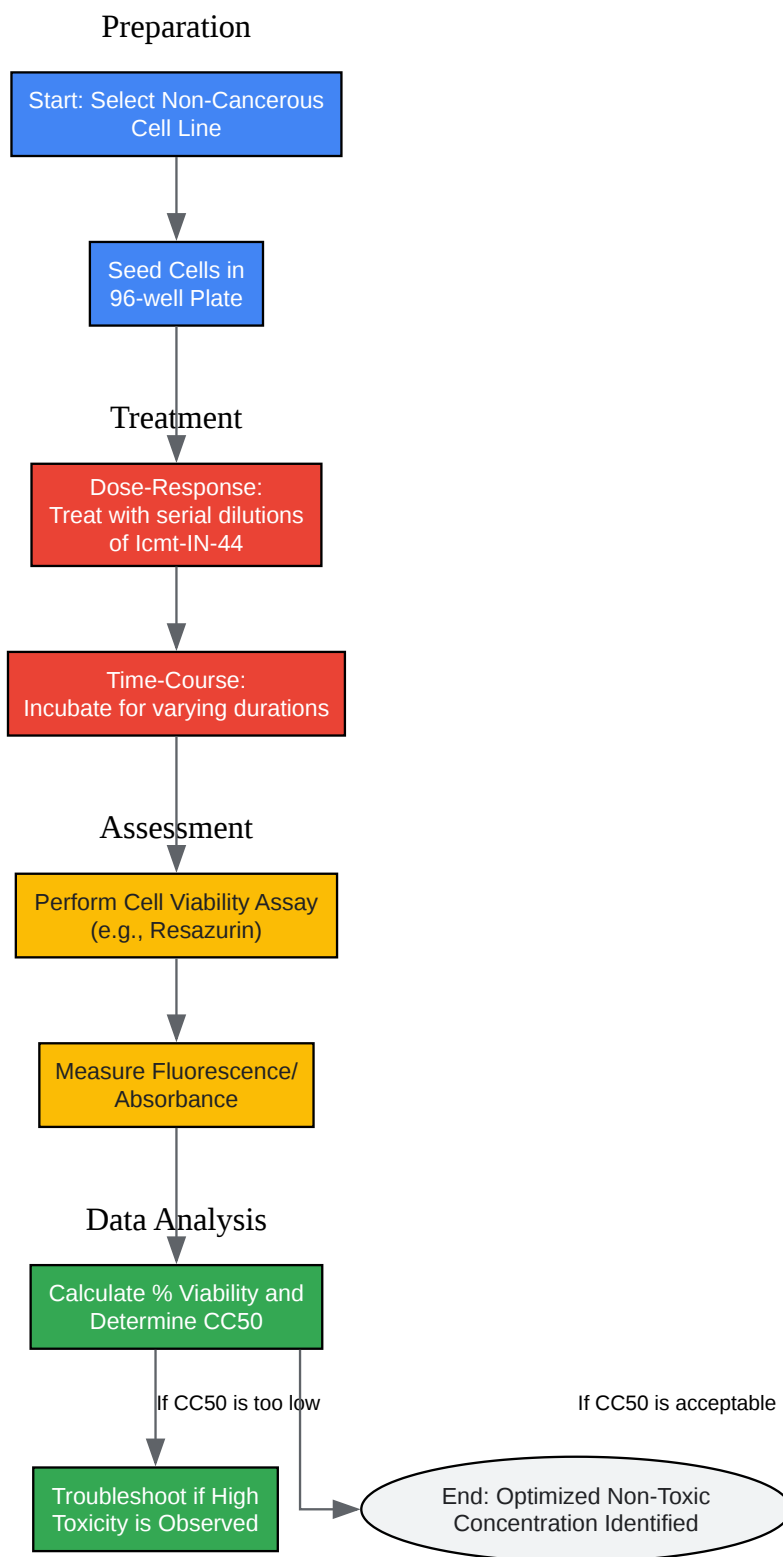 Preparation
Start: Select Non-Cancerous
Cell Line
Seed Cells in
96-well Plate
Treatment
Dose-Response:
Treat with serial dilutions
of Icmt-IN-44
Time-Course:
Incubate for varying durations
Assessment
Perform Cell Viability Assay
(e.g., Resazurin)
Measure Fluorescence/
Absorbance
Data Analysis
Calculate % Viability and
Determine CC50
If CC50 is too low
If CC50 is acceptable
Troubleshoot if High
Toxicity is Observed
End: Optimized Non-Toxic
Concentration Identified